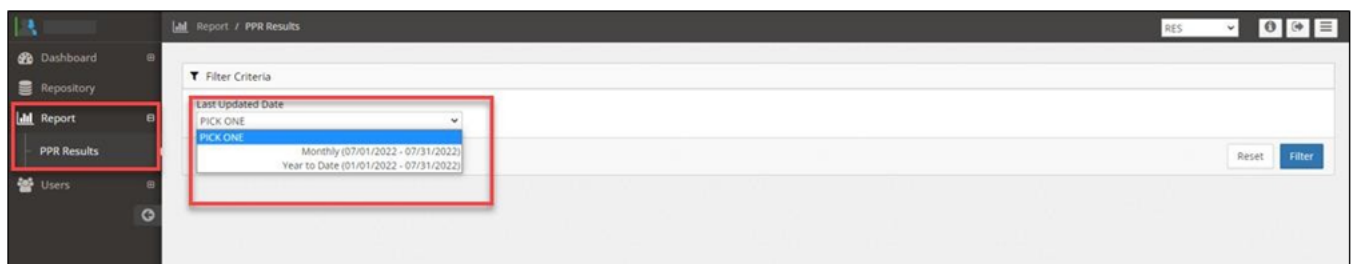 Report / PPR Results
RES
Dashboard
Repository
Report
PPR Results
Users
Filter Criteria
Last Updated Date
PICK ONE
PICK ONE
Monthly (07/01/2022 - 07/31/2022)
Year to Date (01/01/2022 - 07/31/2022)
Reset
Filter